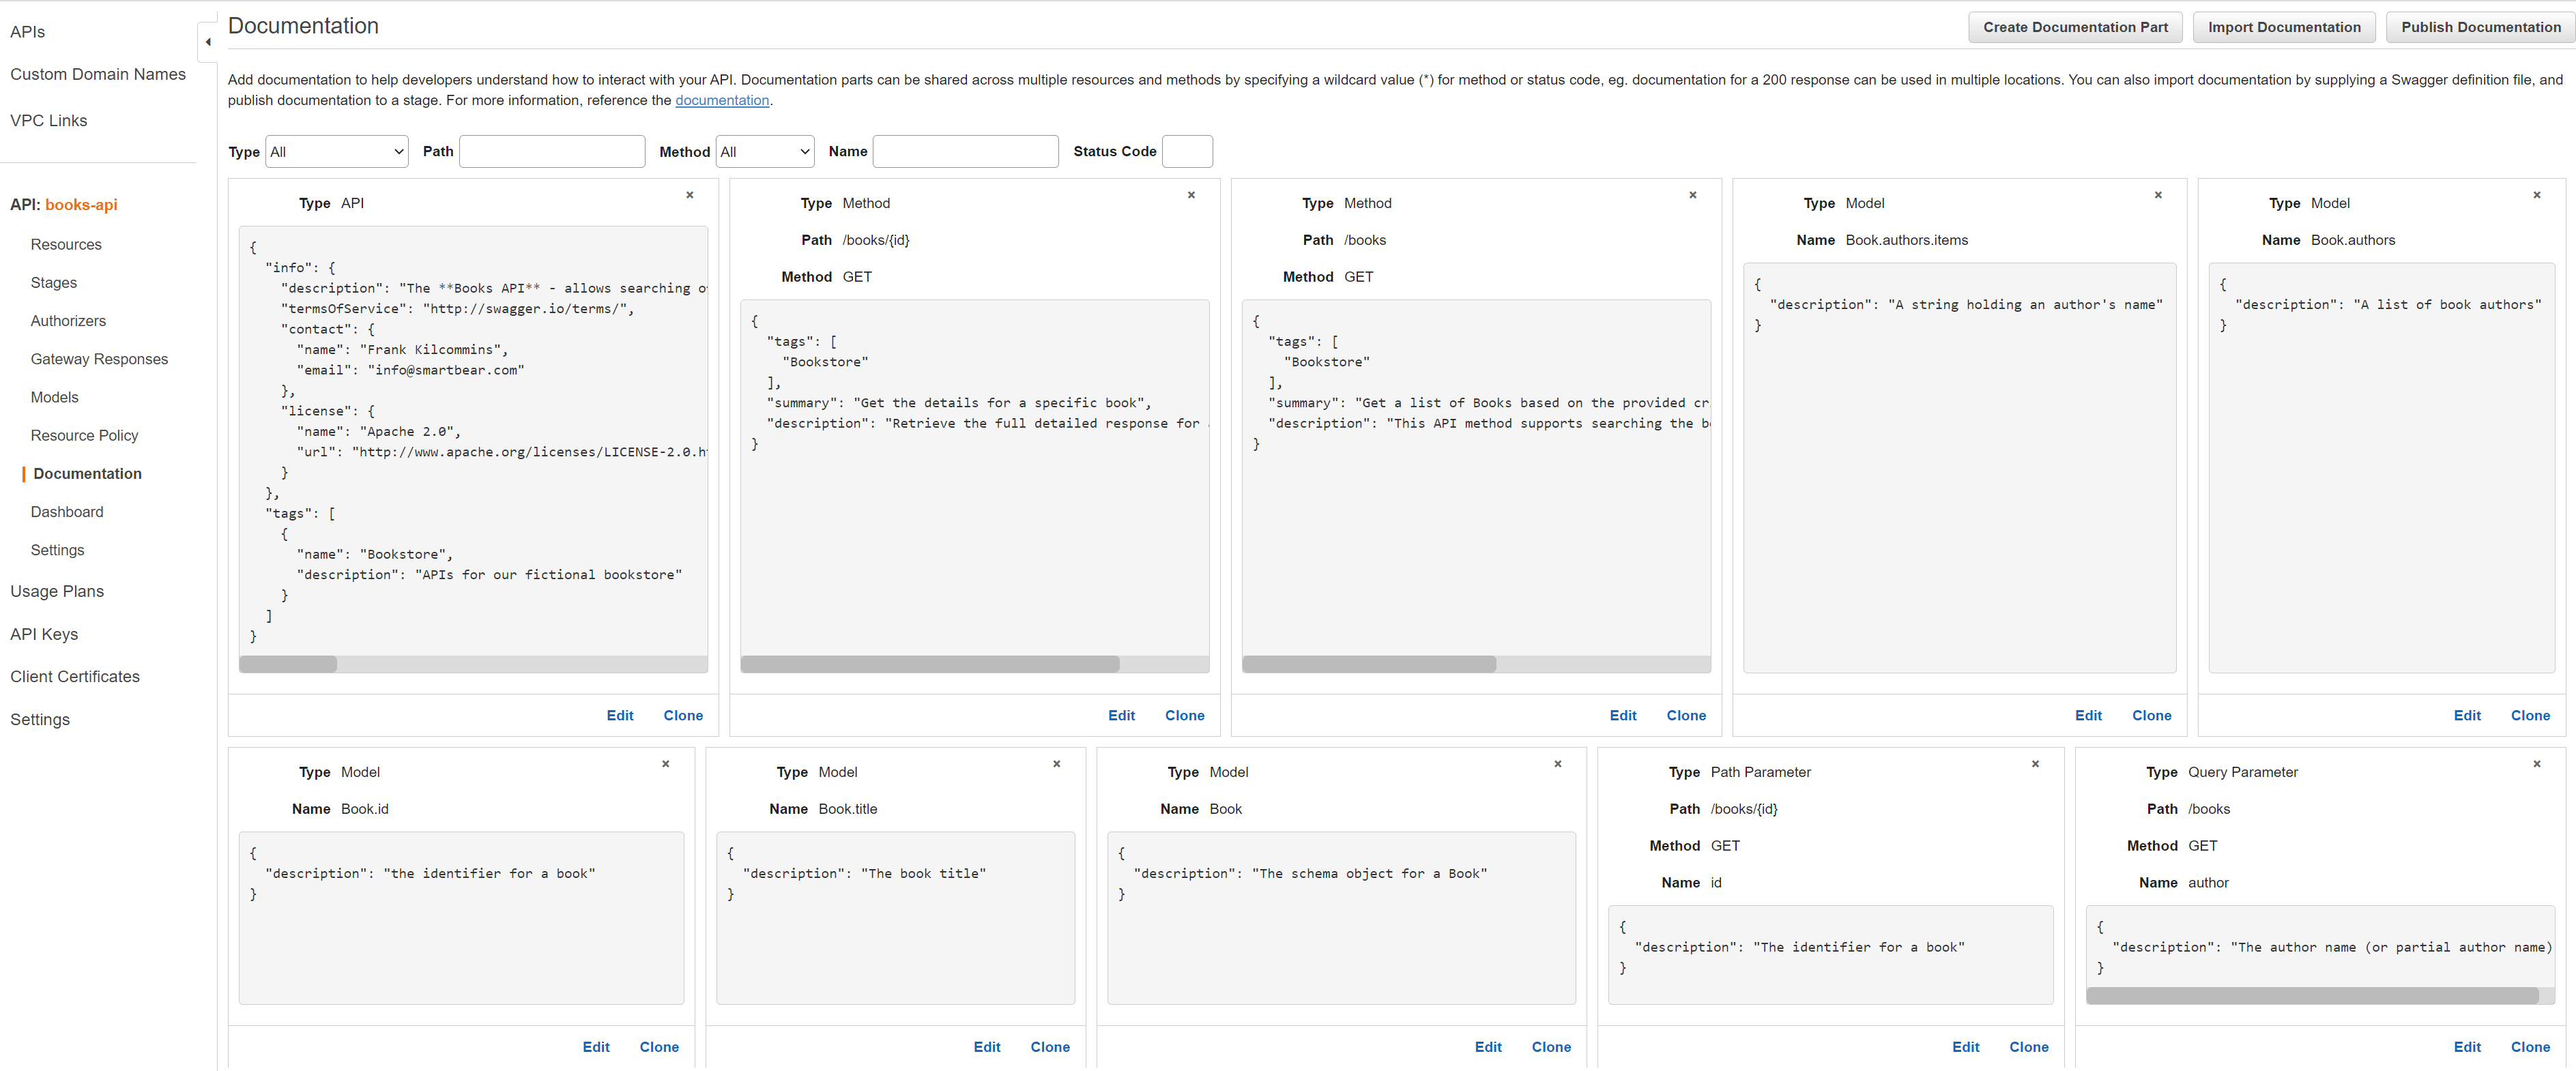 APIs
Custom Domain Names
VPC Links
API: books-api
Resources
Stages
Authorizers
Gateway Responses
Models
Resource Policy
Documentation
Dashboard
Settings
Usage Plans
API Keys
Client Certificates
Settings
Documentation
Create Documentation Part
Import Documentation
Publish Documentation
Add documentation to help developers understand how to interact with your API. Documentation parts can be shared across multiple resources and methods by specifying a wildcard value (*) for method or status code, eg. documentation for a 200 response can be used in multiple locations. You can also import documentation by supplying a Swagger definition file, and
publish documentation to a stage. For more information, reference the documentation.
Type All Path Method All Name Status Code
Type API
{
"info": {
"description": "The **Books API** - allows searching
"termsOfService": "http://swagger.io/terms/",
"contact": {
"name": "Frank Kilcommins",
"email": "info@smartbear.com"
},
"license": {
"name": "Apache 2.0",
"url": "http://www.apache.org/licenses/LICENSE-2.0.h
}
},
"tags": [
{
"name": "Bookstore",
"description": "APIs for our fictional bookstore"
}
]
}
Edit Clone
Type Method
Path /books/{id}
Method GET
{
"tags": [
"Bookstore"
],
"summary": "Get the details for a specific book",
"description": "Retrieve the full detailed response for
}
Edit Clone
Type Method
Path /books
Method GET
{
"tags": [
"Bookstore"
],
"summary": "Get a list of Books based on the provided cr
"description": "This API method supports searching the b
}
Edit Clone
Type Model
Name Book.authors.items
{
"description": "A string holding an author's name"
}
Edit Clone
Type Model
Name Book.authors
{
"description": "A list of book authors"
}
Edit Clone
Type Model
Name Book.id
{
"description": "the identifier for a book"
}
Edit Clone
Type Model
Name Book.title
{
"description": "The book title"
}
Edit Clone
Type Model
Name Book
{
"description": "The schema object for a Book"
}
Edit Clone
Type Path Parameter
Path /books/{id}
Method GET
Name id
{
"description": "The identifier for a book"
}
Edit Clone
Type Query Parameter
Path /books
Method GET
Name author
{
"description": "The author name (or partial author name)
}
Edit Clone